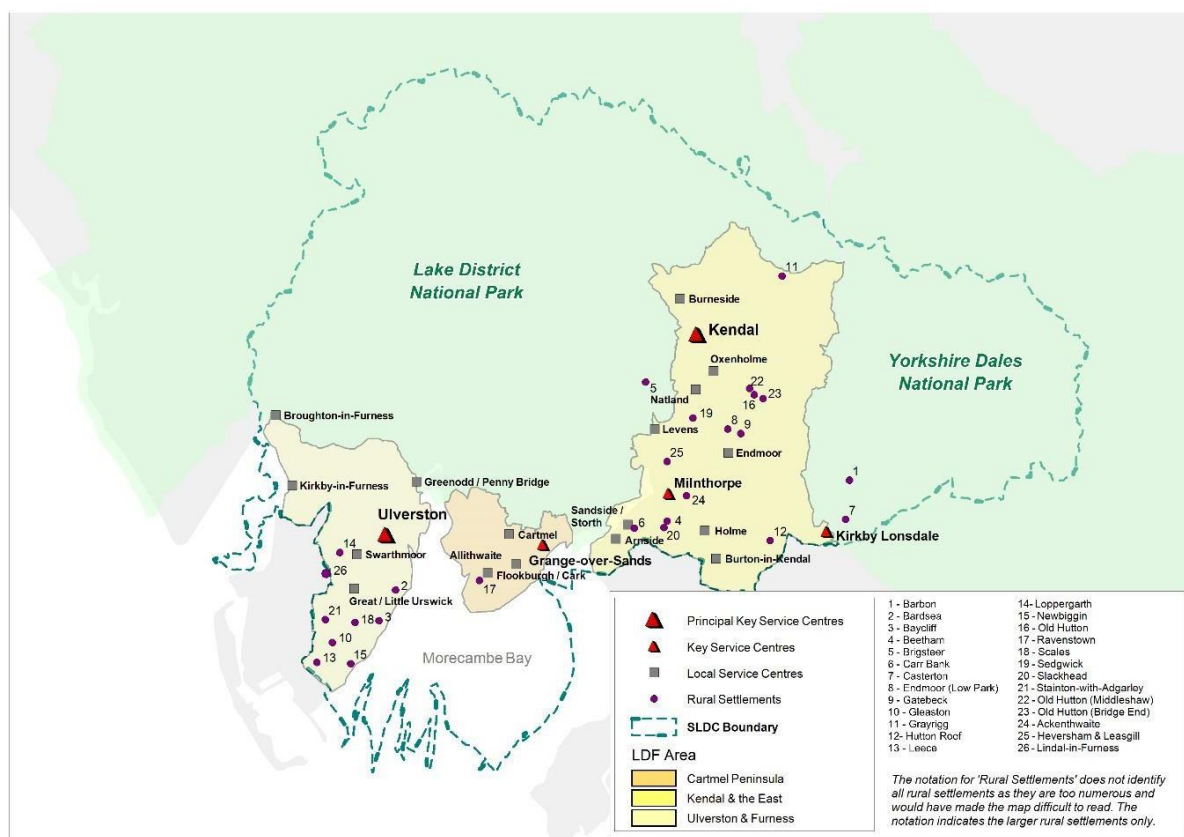 Lake District
National Park
11
Burneside
Kendal
Oxenholme
Yorkshire Dales
National Park
5
Natland
22
16
23
Broughton-in-Furness
19
8
9
Levens
25
Endmoor
Kirkby-in-Furness
Greenodd / Penny Bridge
1
Milnthorpe
24
Ulverston
Sandside /
Storth
7
Cartmel
6
4
20
Arnside
Holme
12
Kirkby Lonsdale
14
Swarthmoor
Allithwaite
Grange-over-Sands
Burton-in-Kendal
26
Flookburgh / Cark
17
2
Great / Little Urswick
21
18
3
10
13
15
Morecambe Bay
Principal Key Service Centres
Key Service Centres
Local Service Centres
Rural Settlements
SLDC Boundary
LDF Area
Cartmel Peninsula
Kendal & the East
Ulverston & Furness
1 - Barbon
2 - Bardsea
3 - Baycliff
4 - Beetham
5 - Brigsteer
6 - Carr Bank
7 - Casterton
8 - Endmoor (Low Park)
9 - Gatebeck
10 - Gleaston
11 - Grayrigg
12- Hutton Roof
13 - Leece
14- Loppergarth
15- Newbiggin
16 - Old Hutton
17 - Ravenstown
18 - Scales
19 - Sedgwick
20 - Slackhead
21 - Stainton-with-Adgarley
22 - Old Hutton (Middleshaw)
23 - Old Hutton (Bridge End)
24 - Ackenthwaite
25 - Heversham & Leasgill
26 - Lindal-in-Furness
The notation for 'Rural Settlements' does not identify
all rural settlements as they are too numerous and
would have made the map difficult to read. The
notation indicates the larger rural settlements only.